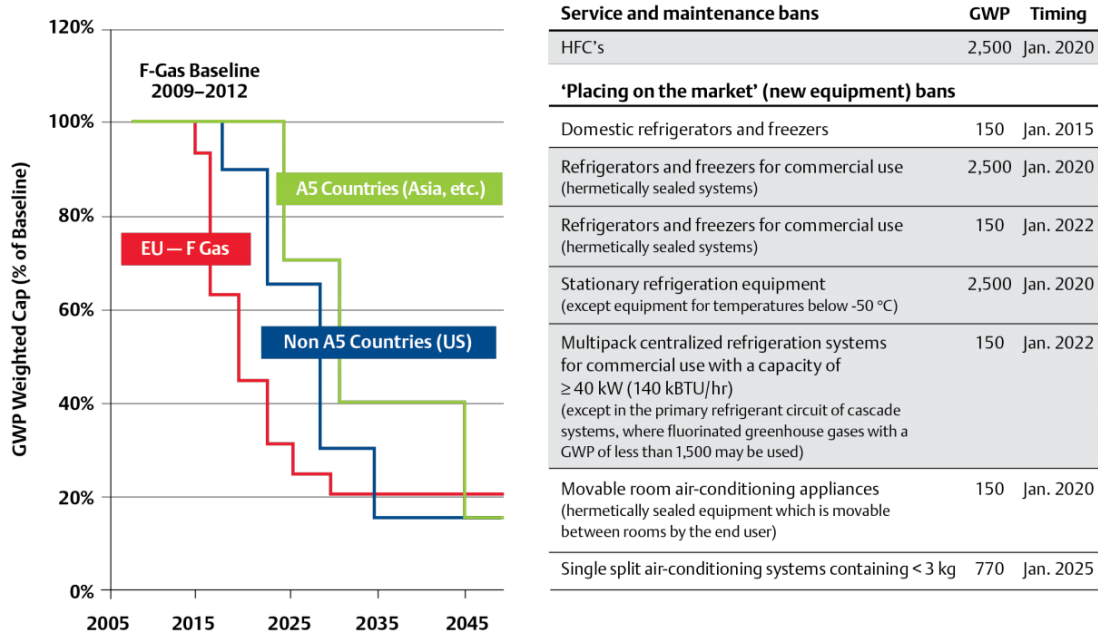 120%
F-Gas Baseline
2009–2012
100%
A5 Countries (Asia, etc.)
80%
EU — F Gas
60%
Non A5 Countries (US)
40%
20%
0%
GWP Weighted Cap (% of Baseline)
2005 2015 2025 2035 2045
Service and maintenance bans GWP Timing
HFC's 2,500 Jan. 2020
‘Placing on the market’ (new equipment) bans
Domestic refrigerators and freezers 150 Jan. 2015
Refrigerators and freezers for commercial use 2,500 Jan. 2020
(hermetically sealed systems)
Refrigerators and freezers for commercial use 150 Jan. 2022
(hermetically sealed systems)
Stationary refrigeration equipment 2,500 Jan. 2020
(except equipment for temperatures below -50 °C)
Multipack centralized refrigeration systems 150 Jan. 2022
for commercial use with a capacity of
≥ 40 kW (140 kBTU/hr)
(except in the primary refrigerant circuit of cascade
systems, where fluorinated greenhouse gases with a
GWP of less than 1,500 may be used)
Movable room air-conditioning appliances 150 Jan. 2020
(hermetically sealed equipment which is movable
between rooms by the end user)
Single split air-conditioning systems containing < 3 kg 770 Jan. 2025